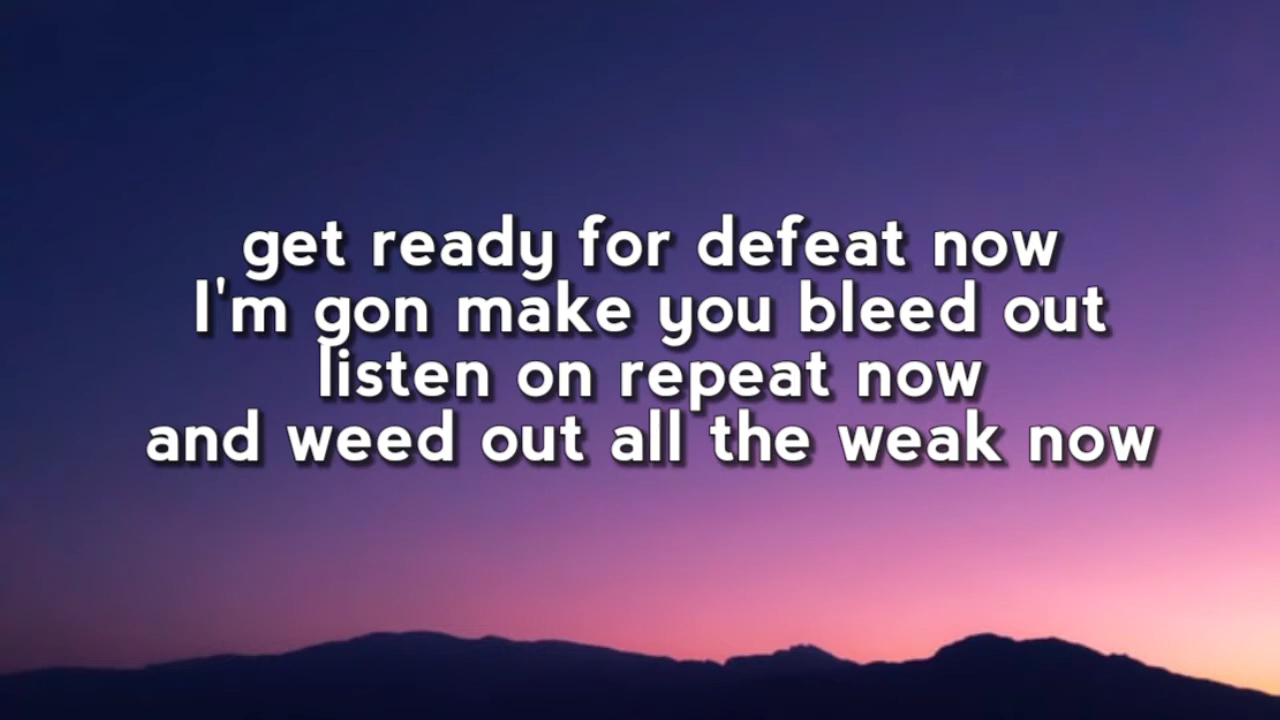 get ready for defeat now
I'm gon make you bleed out
listen on repeat now
and weed out all the weak now